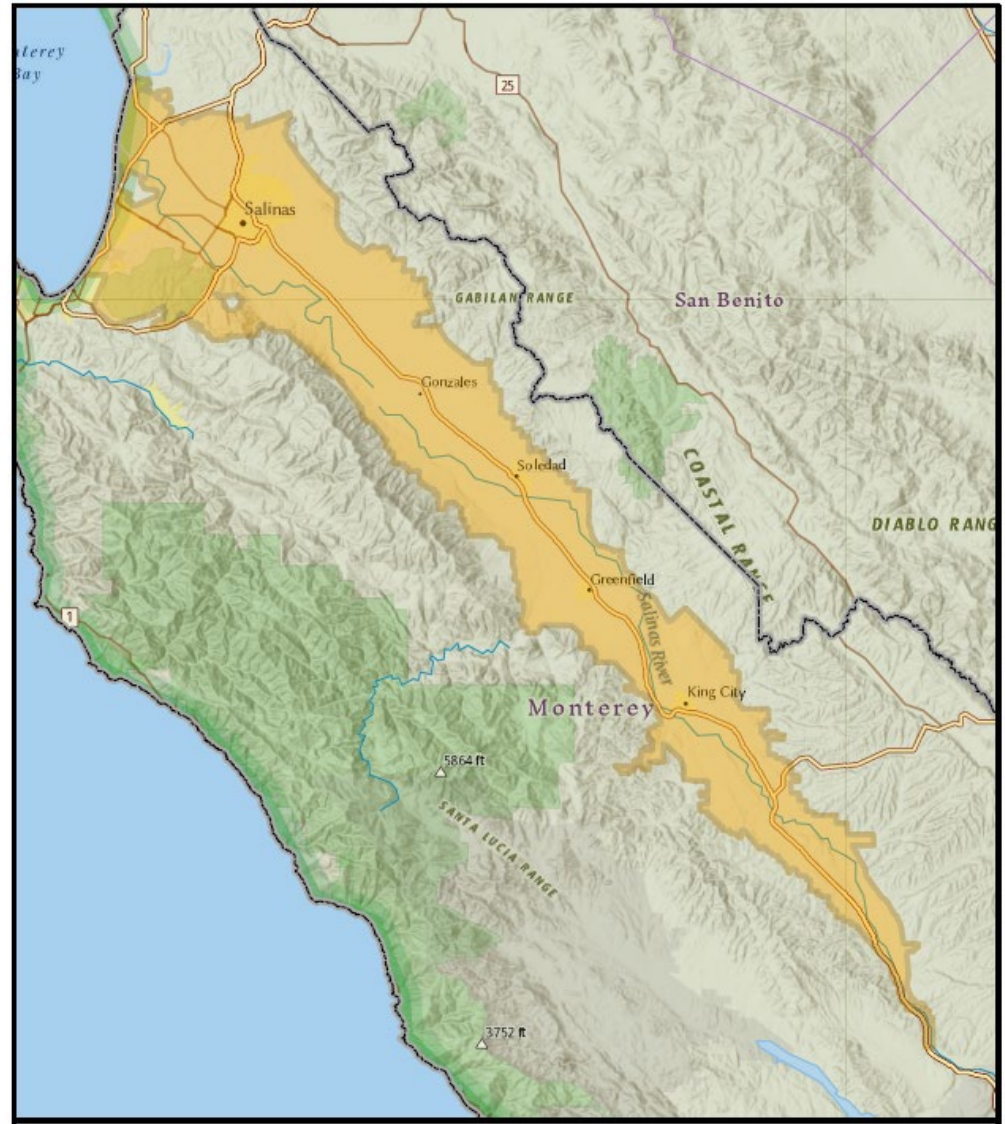 nterey
Bay
25
Salinas
GABILAN RANGE
San Benito
Gonzales
Soledad
COASTAL RANGE
DIABLO RANG
Greenfield
Salinas River
1
King City
Monterey
5864 ft
SANTA LUCIA RANGE
3752 ft